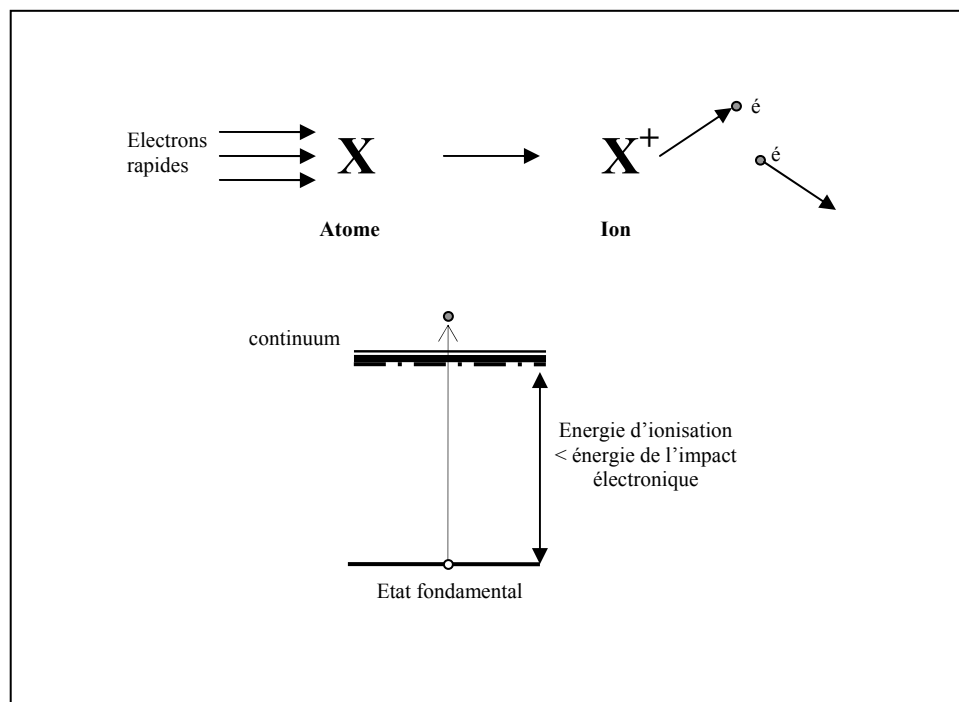 Electrons
rapides
X
X+
é
é
Atome
Ion
continuum
Energie d’ionisation
< énergie de l’impact
électronique
Etat fondamental